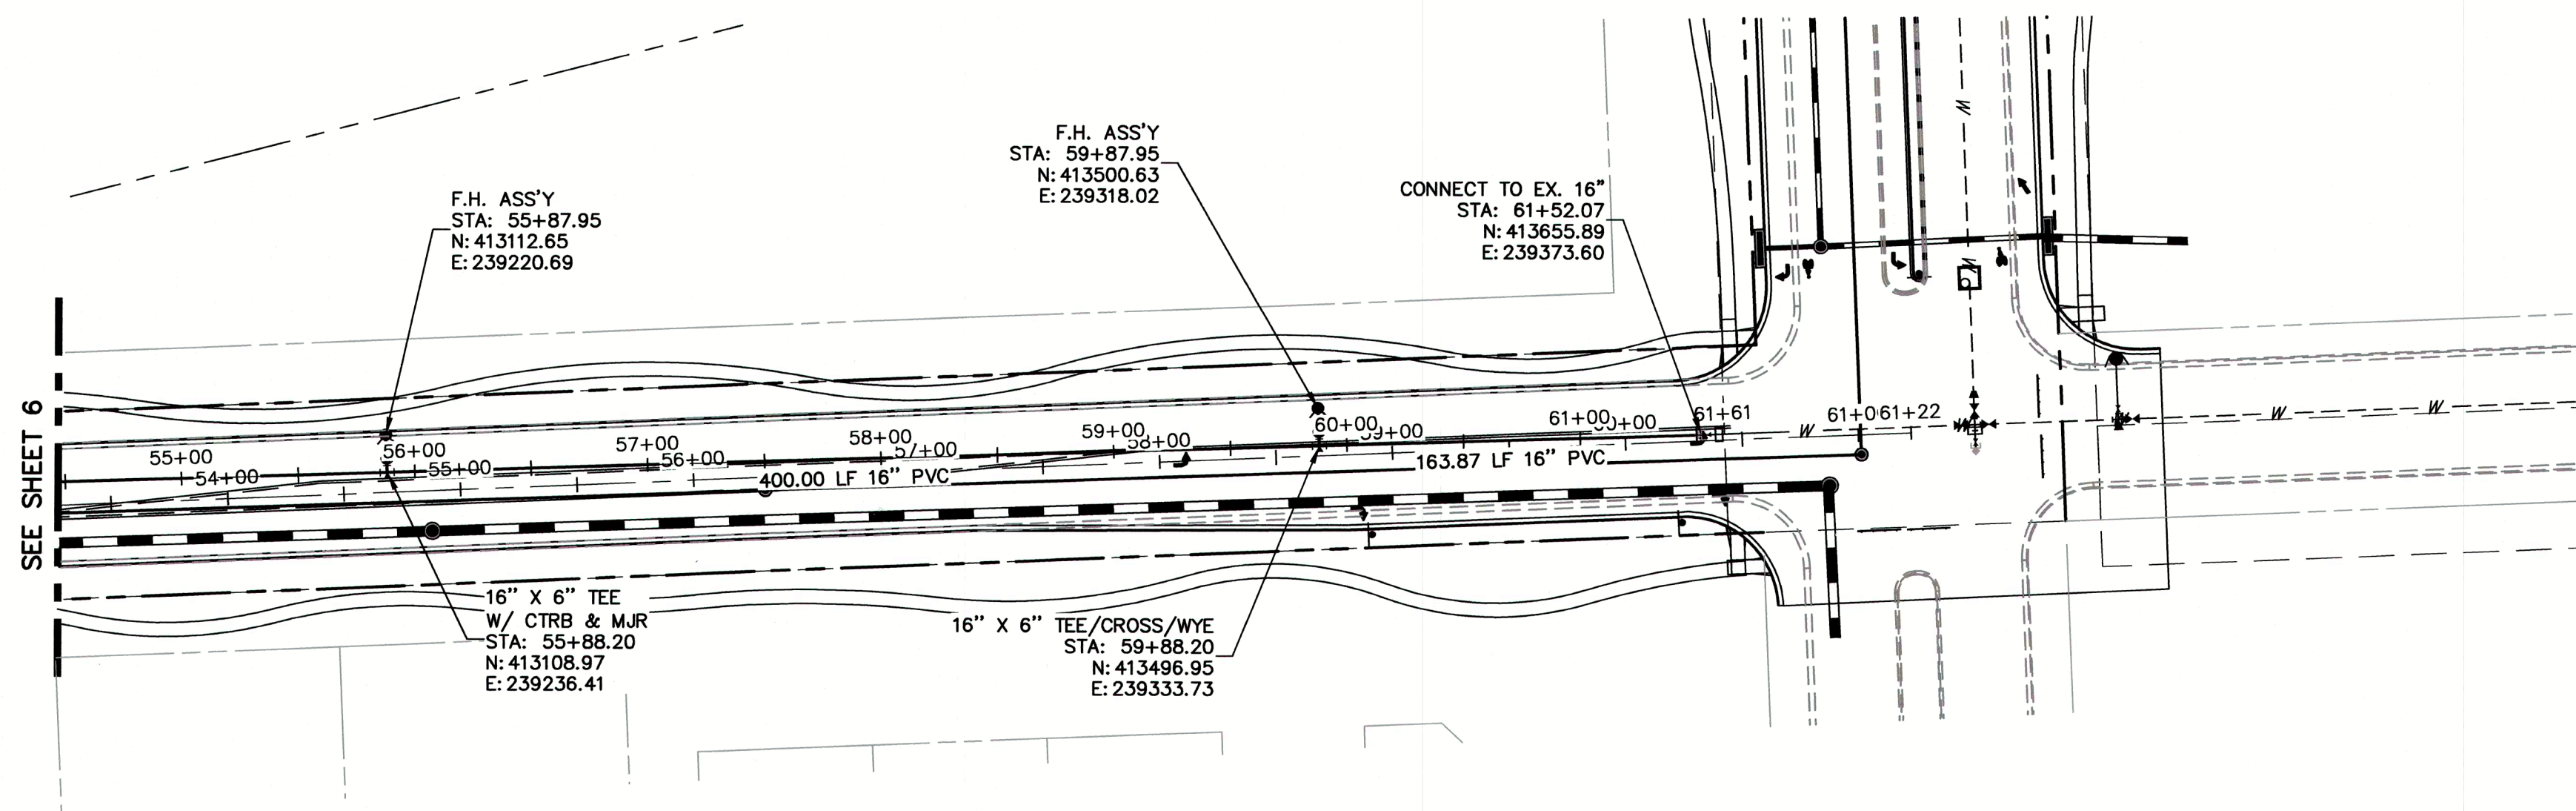 F.H. ASS'Y
STA: 59+87.95
N: 413500.63
E: 239318.02
CONNECT TO EX. 16"
STA: 61+52.07
N: 413655.89
E: 239373.60
F.H. ASS'Y
STA: 55+87.95
N: 413112.65
E: 239220.69
SEE SHEET 6
55+00
56+00
57+00
58+00
59+00
60+00
61+00
61+61
61+22
54+00
55+00
56+00
57+00
58+00
59+00
400.00 LF 16" PVC
163.87 LF 16" PVC
W
W
W
W
W
16" X 6" TEE
W/ CTRB & MJR
STA: 55+88.20
N: 413108.97
E: 239236.41
16" X 6" TEE/CROSS/WYE
STA: 59+88.20
N: 413496.95
E: 239333.73